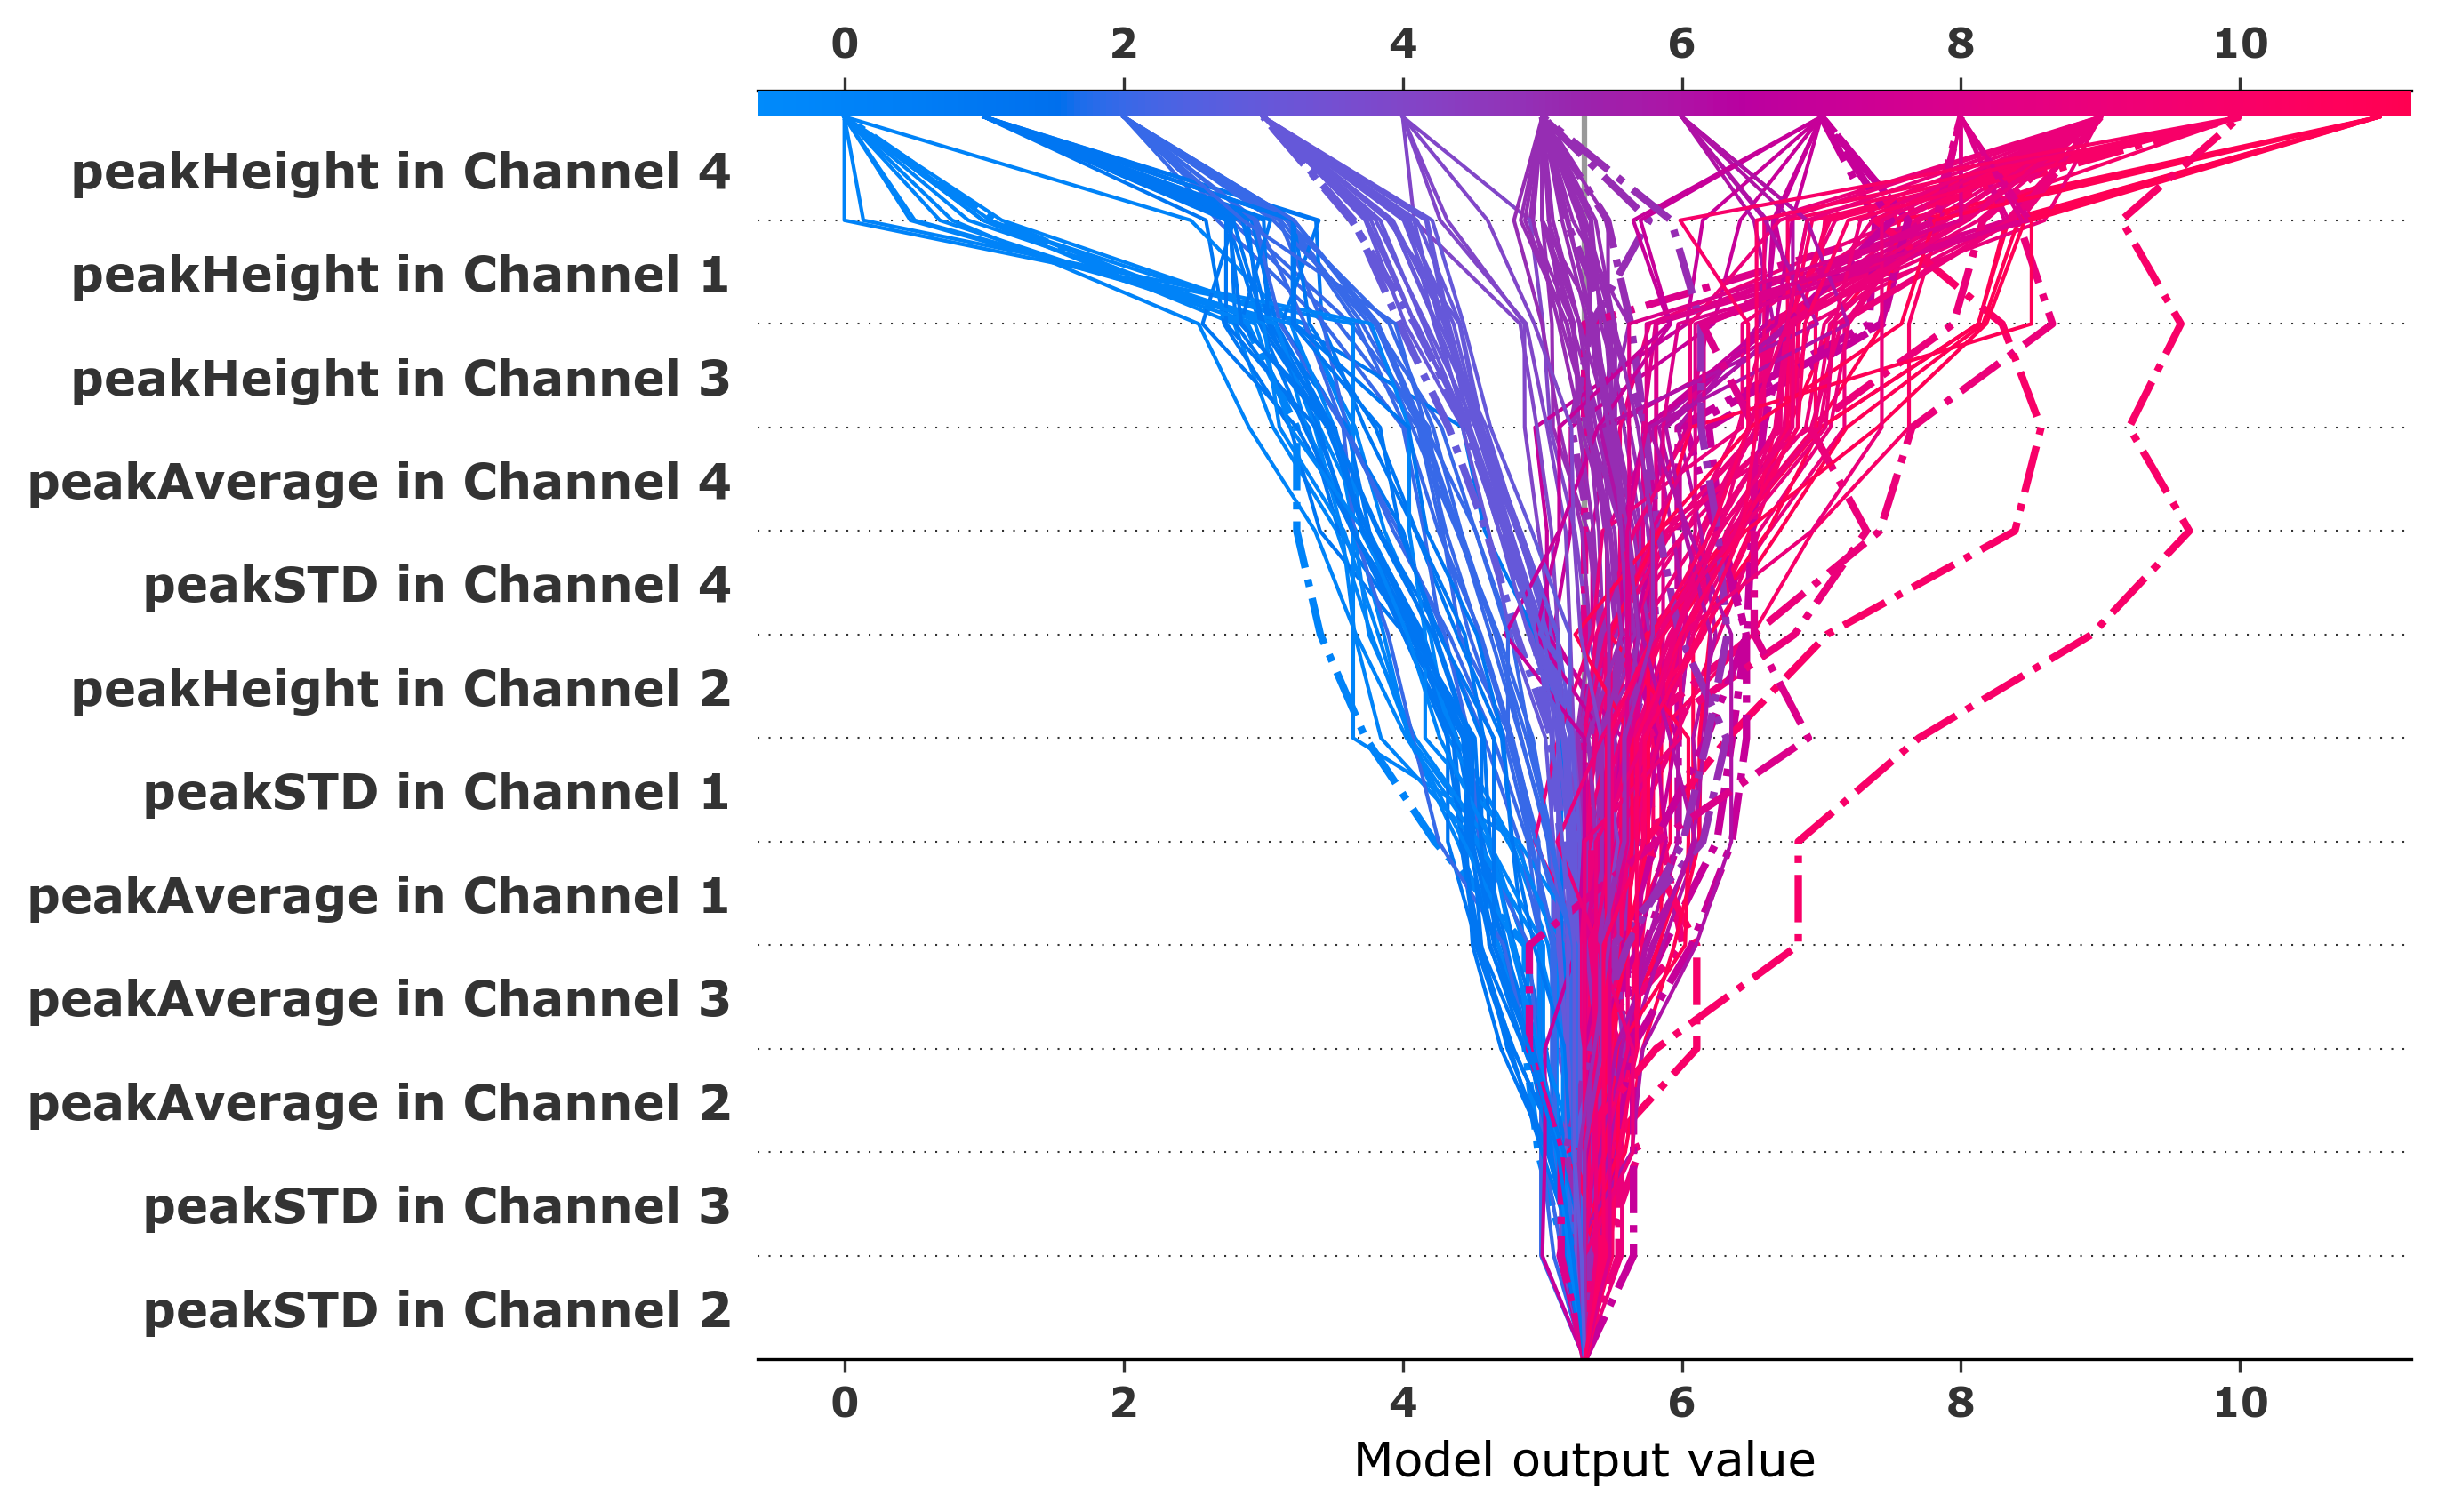 0 2 4 6 8 10
peakHeight in Channel 4
peakHeight in Channel 1
peakHeight in Channel 3
peakAverage in Channel 4
peakSTD in Channel 4
peakHeight in Channel 2
peakSTD in Channel 1
peakAverage in Channel 1
peakAverage in Channel 3
peakAverage in Channel 2
peakSTD in Channel 3
peakSTD in Channel 2
0 2 4 6 8 10
Model output value